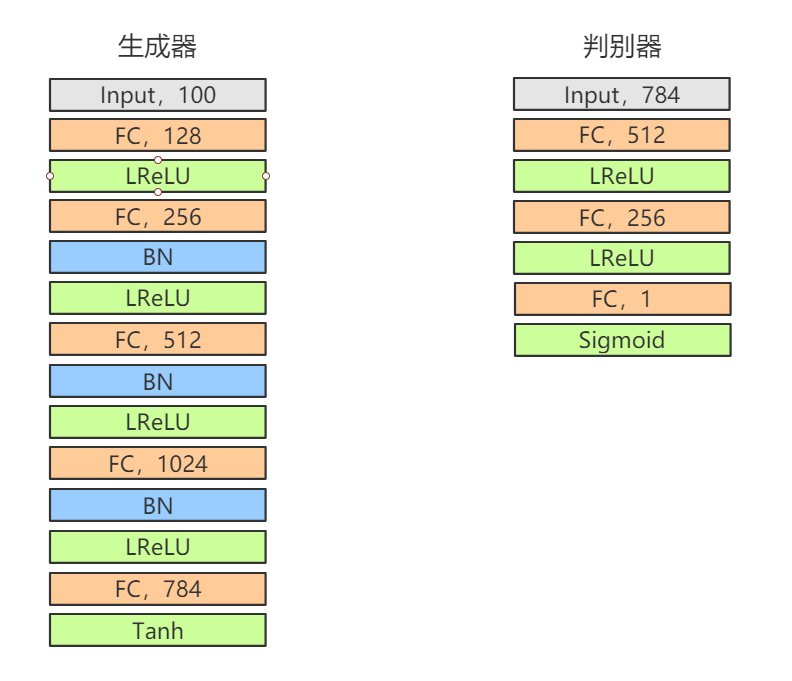 生成器
Input，100
FC，128
LReLU
FC，256
BN
LReLU
FC，512
BN
LReLU
FC，1024
BN
LReLU
FC，784
Tanh
判别器
Input，784
FC，512
LReLU
FC，256
LReLU
FC，1
Sigmoid